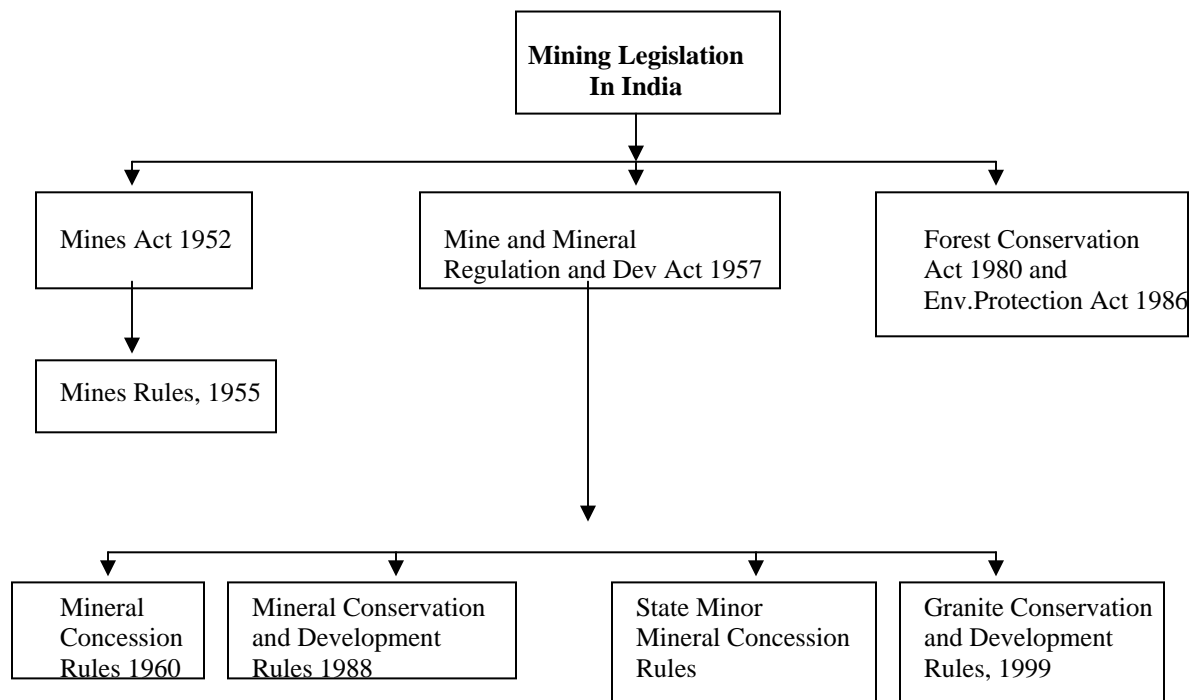 Mining Legislation
In India
Mines Act 1952
Mine and Mineral
Regulation and Dev Act 1957
Forest Conservation
Act 1980 and
Env.Protection Act 1986
Mines Rules, 1955
Mineral
Concession
Rules 1960
Mineral Conservation
and Development
Rules 1988
State Minor
Mineral Concession
Rules
Granite Conservation
and Development
Rules, 1999